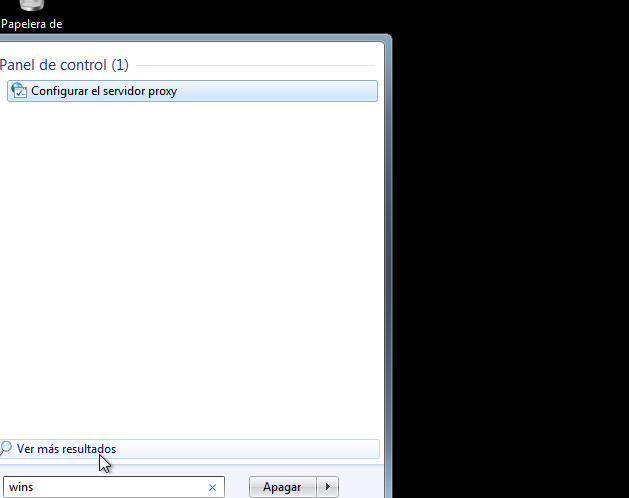 Papelera de
Panel de control (1)
Configurar el servidor proxy
Ver más resultados
wins
Apagar